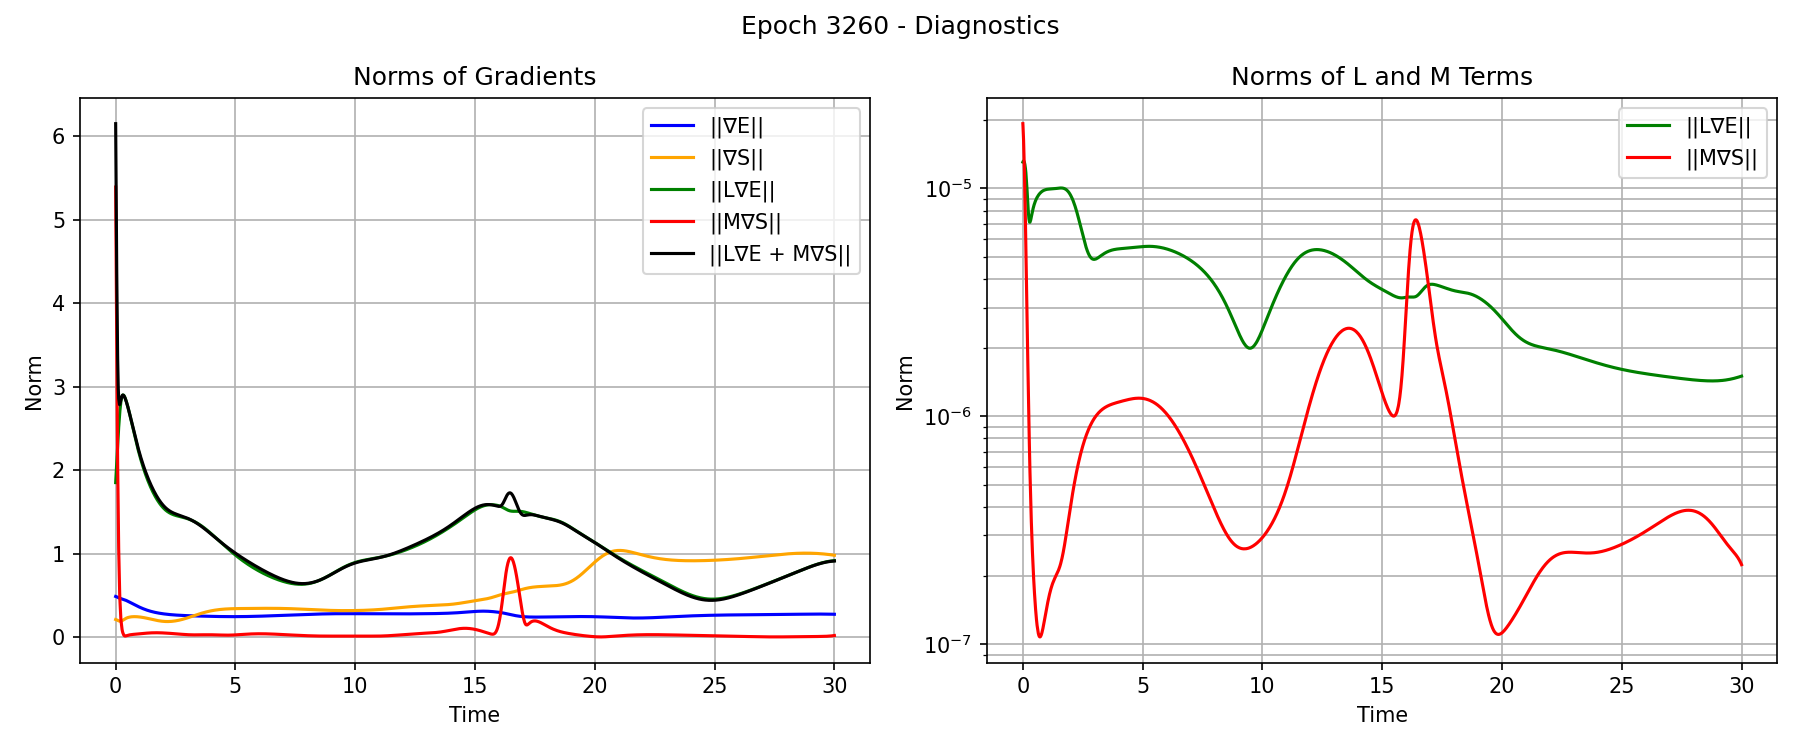 Epoch 3260 - Diagnostics
Norms of Gradients
Norm
6
5
4
3
2
1
0
||∇E||
||∇S||
||L∇E||
||M∇S||
||L∇E + M∇S||
0 5 10 15 20 25 30
Time
Norms of L and M Terms
Norm
10⁻⁵
10⁻⁶
10⁻⁷
||L∇E||
||M∇S||
0 5 10 15 20 25 30
Time